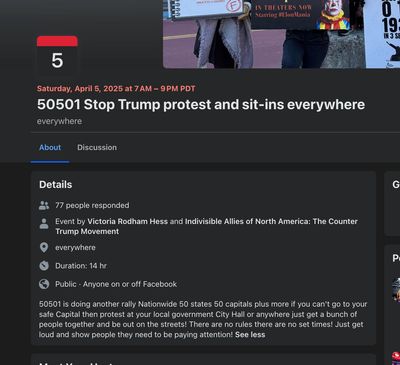 IN THEATERS NOW
Starring #ElonMania
F
5
Saturday, April 5, 2025 at 7 AM – 9 PM PDT
50501 Stop Trump protest and sit-ins everywhere
everywhere
About
Discussion
Details
77 people responded
Event by Victoria Rodham Hess and Indivisible Allies of North America: The Counter
Trump Movement
everywhere
Duration: 14 hr
Public · Anyone on or off Facebook
50501 is doing another rally Nationwide 50 states 50 capitals plus more if you can't go to your
safe Capital then protest at your local government City Hall or anywhere just get a bunch of
people together and be out on the streets! There are no rules there are no set times! Just get
loud and show people they need to be paying attention! See less